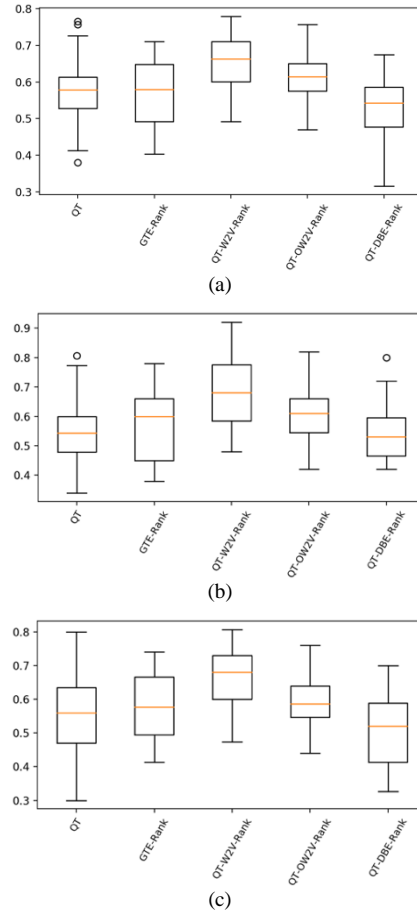 0.8
0.7
0.6
0.5
0.4
0.3
QT
GTE-Rank
QT-W2V-Rank
QT-OW2V-Rank
QT-DBE-Rank
(a)
0.9
0.8
0.7
0.6
0.5
0.4
QT
GTE-Rank
QT-W2V-Rank
QT-OW2V-Rank
QT-DBE-Rank
(b)
0.8
0.7
0.6
0.5
0.4
0.3
QT
GTE-Rank
QT-W2V-Rank
QT-OW2V-Rank
QT-DBE-Rank
(c)